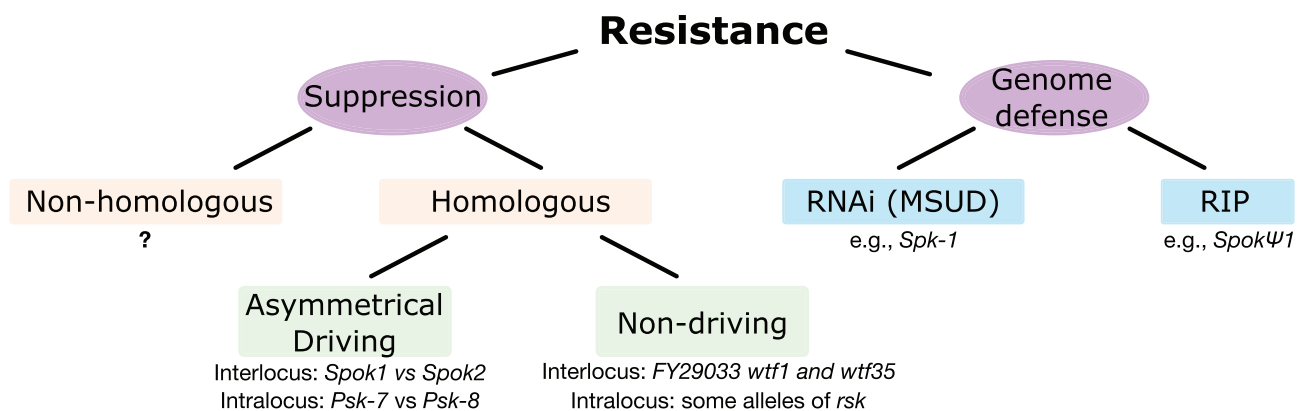 Resistance
Suppression
Genome
defense
Non-homologous
?
Homologous
RNAi (MSUD)
e.g., Spk-1
RIP
e.g., SpokΨ1
Asymmetrical
Driving
Interlocus: Spok1 vs Spok2
Intralocus: Psk-7 vs Psk-8
Non-driving
Interlocus: FY29033 wtf1 and wtf35
Intralocus: some alleles of rsk